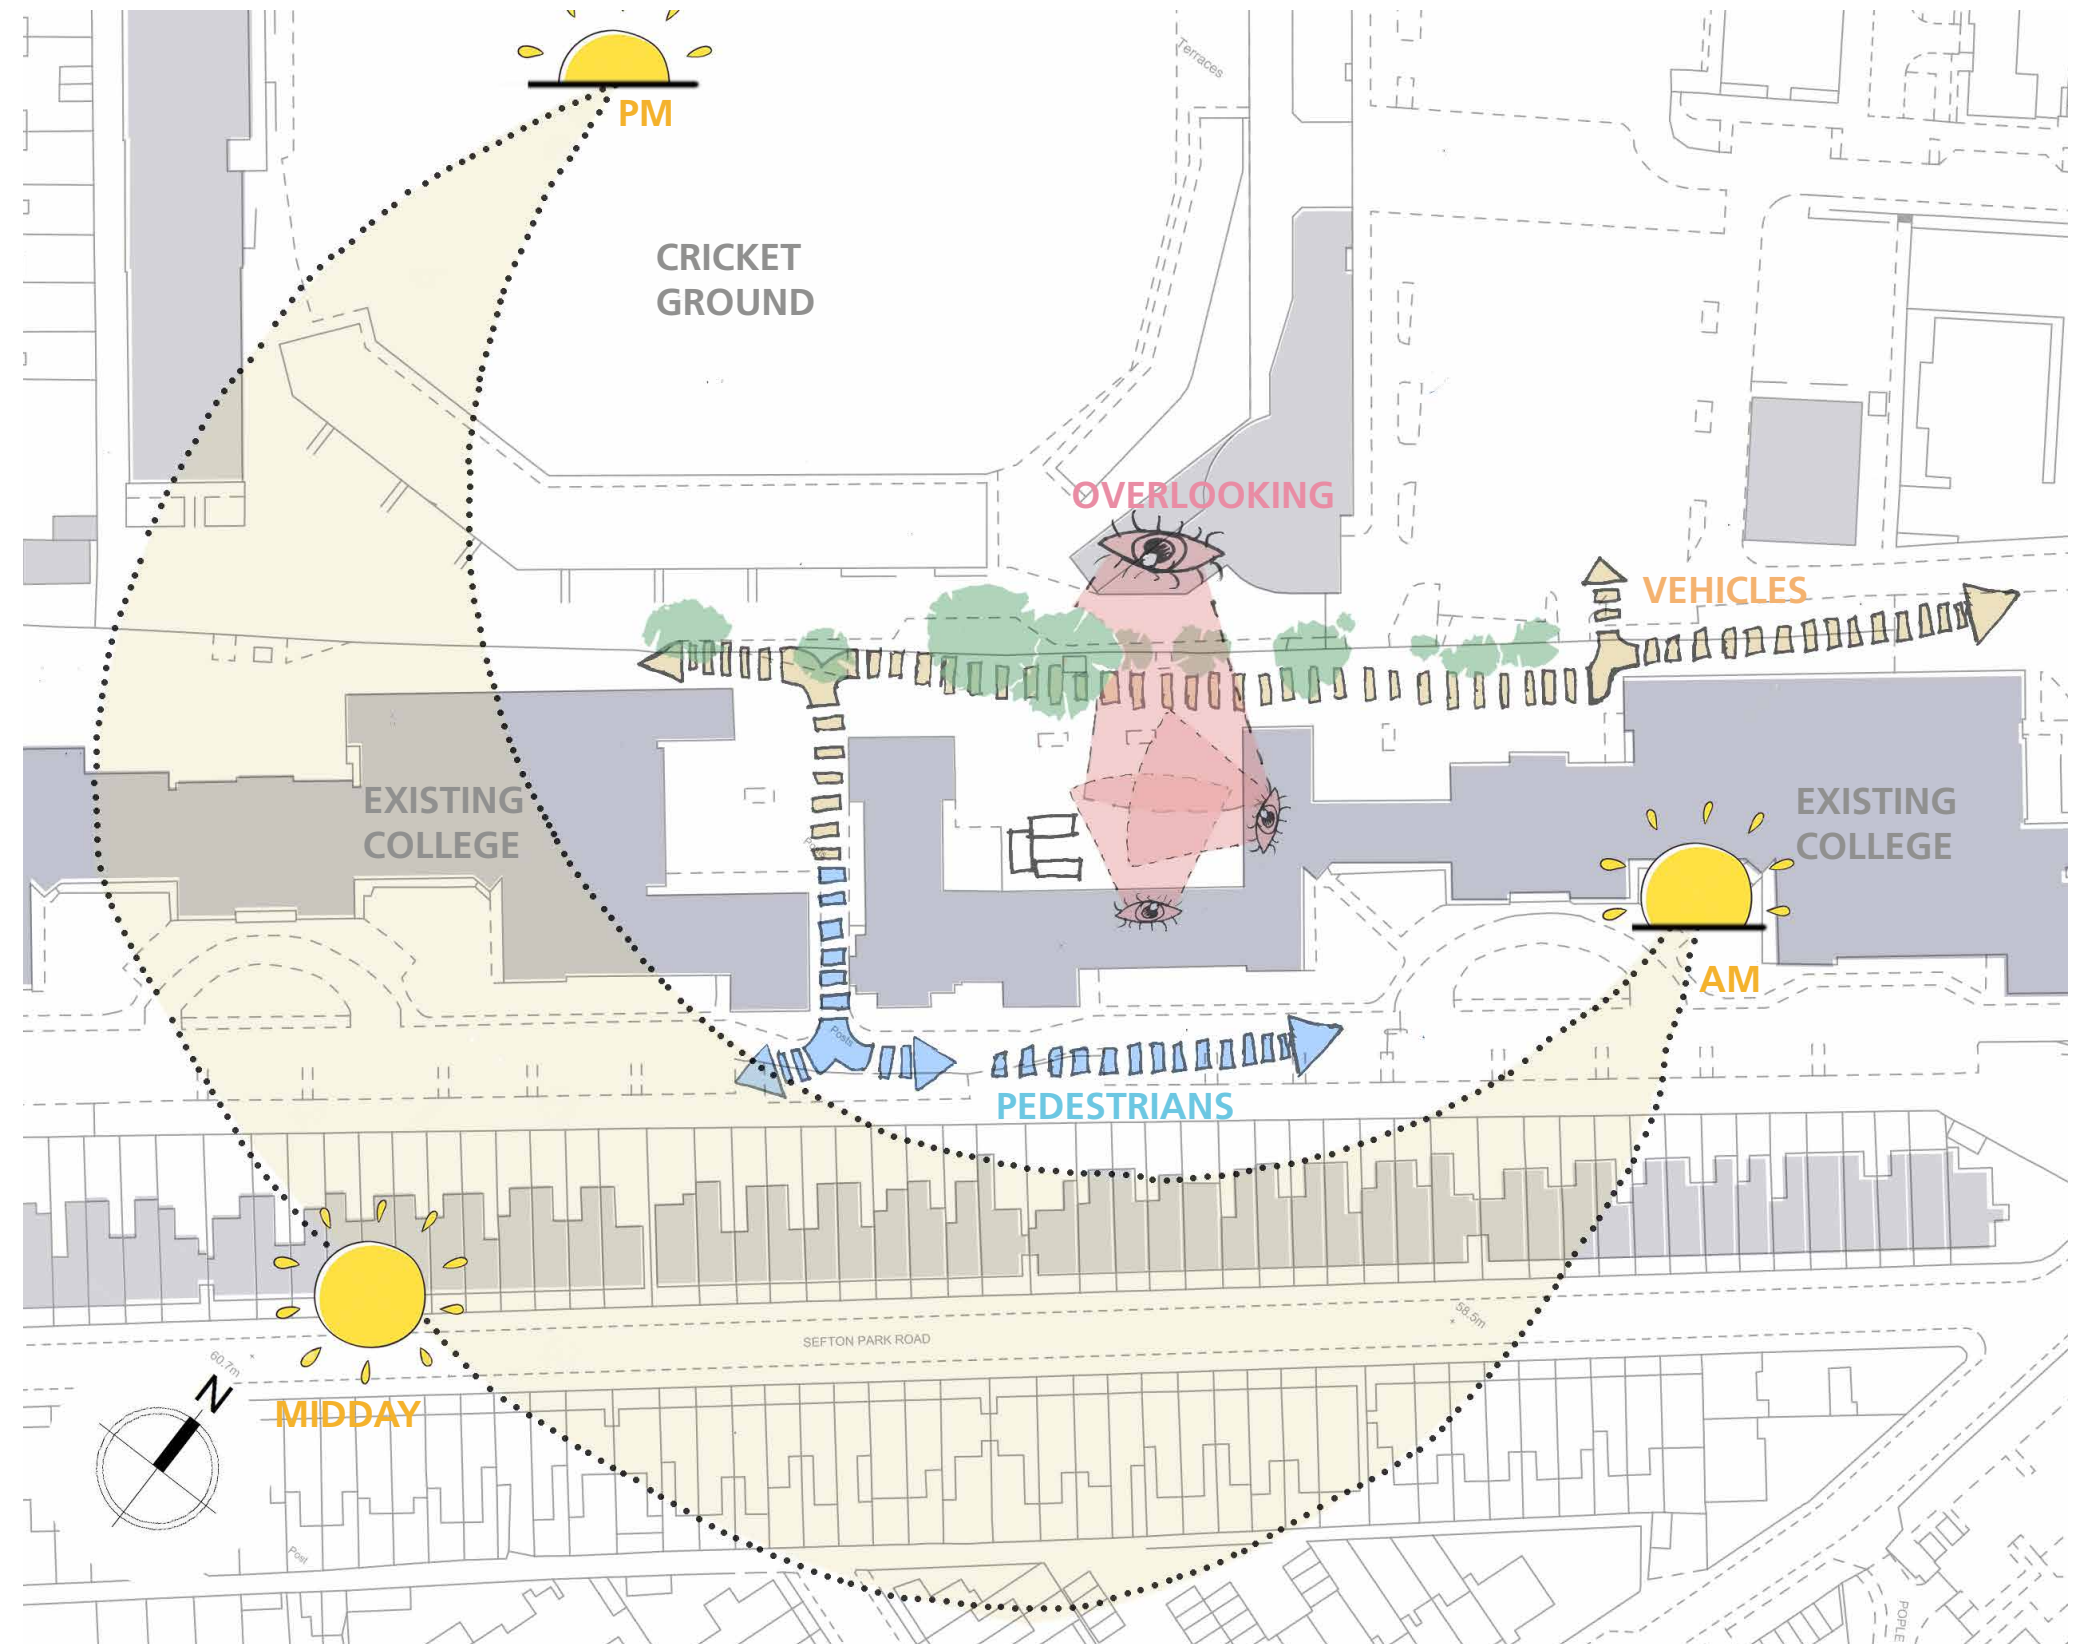 Terraces
PM
CRICKET
GROUND
OVERLOOKING
VEHICLES
EXISTING
COLLEGE
EXISTING
COLLEGE
AM
Posts
PEDESTRIANS
58.5m
SEFTON PARK ROAD
60.7m
N
MIDDAY
Post
POPLE